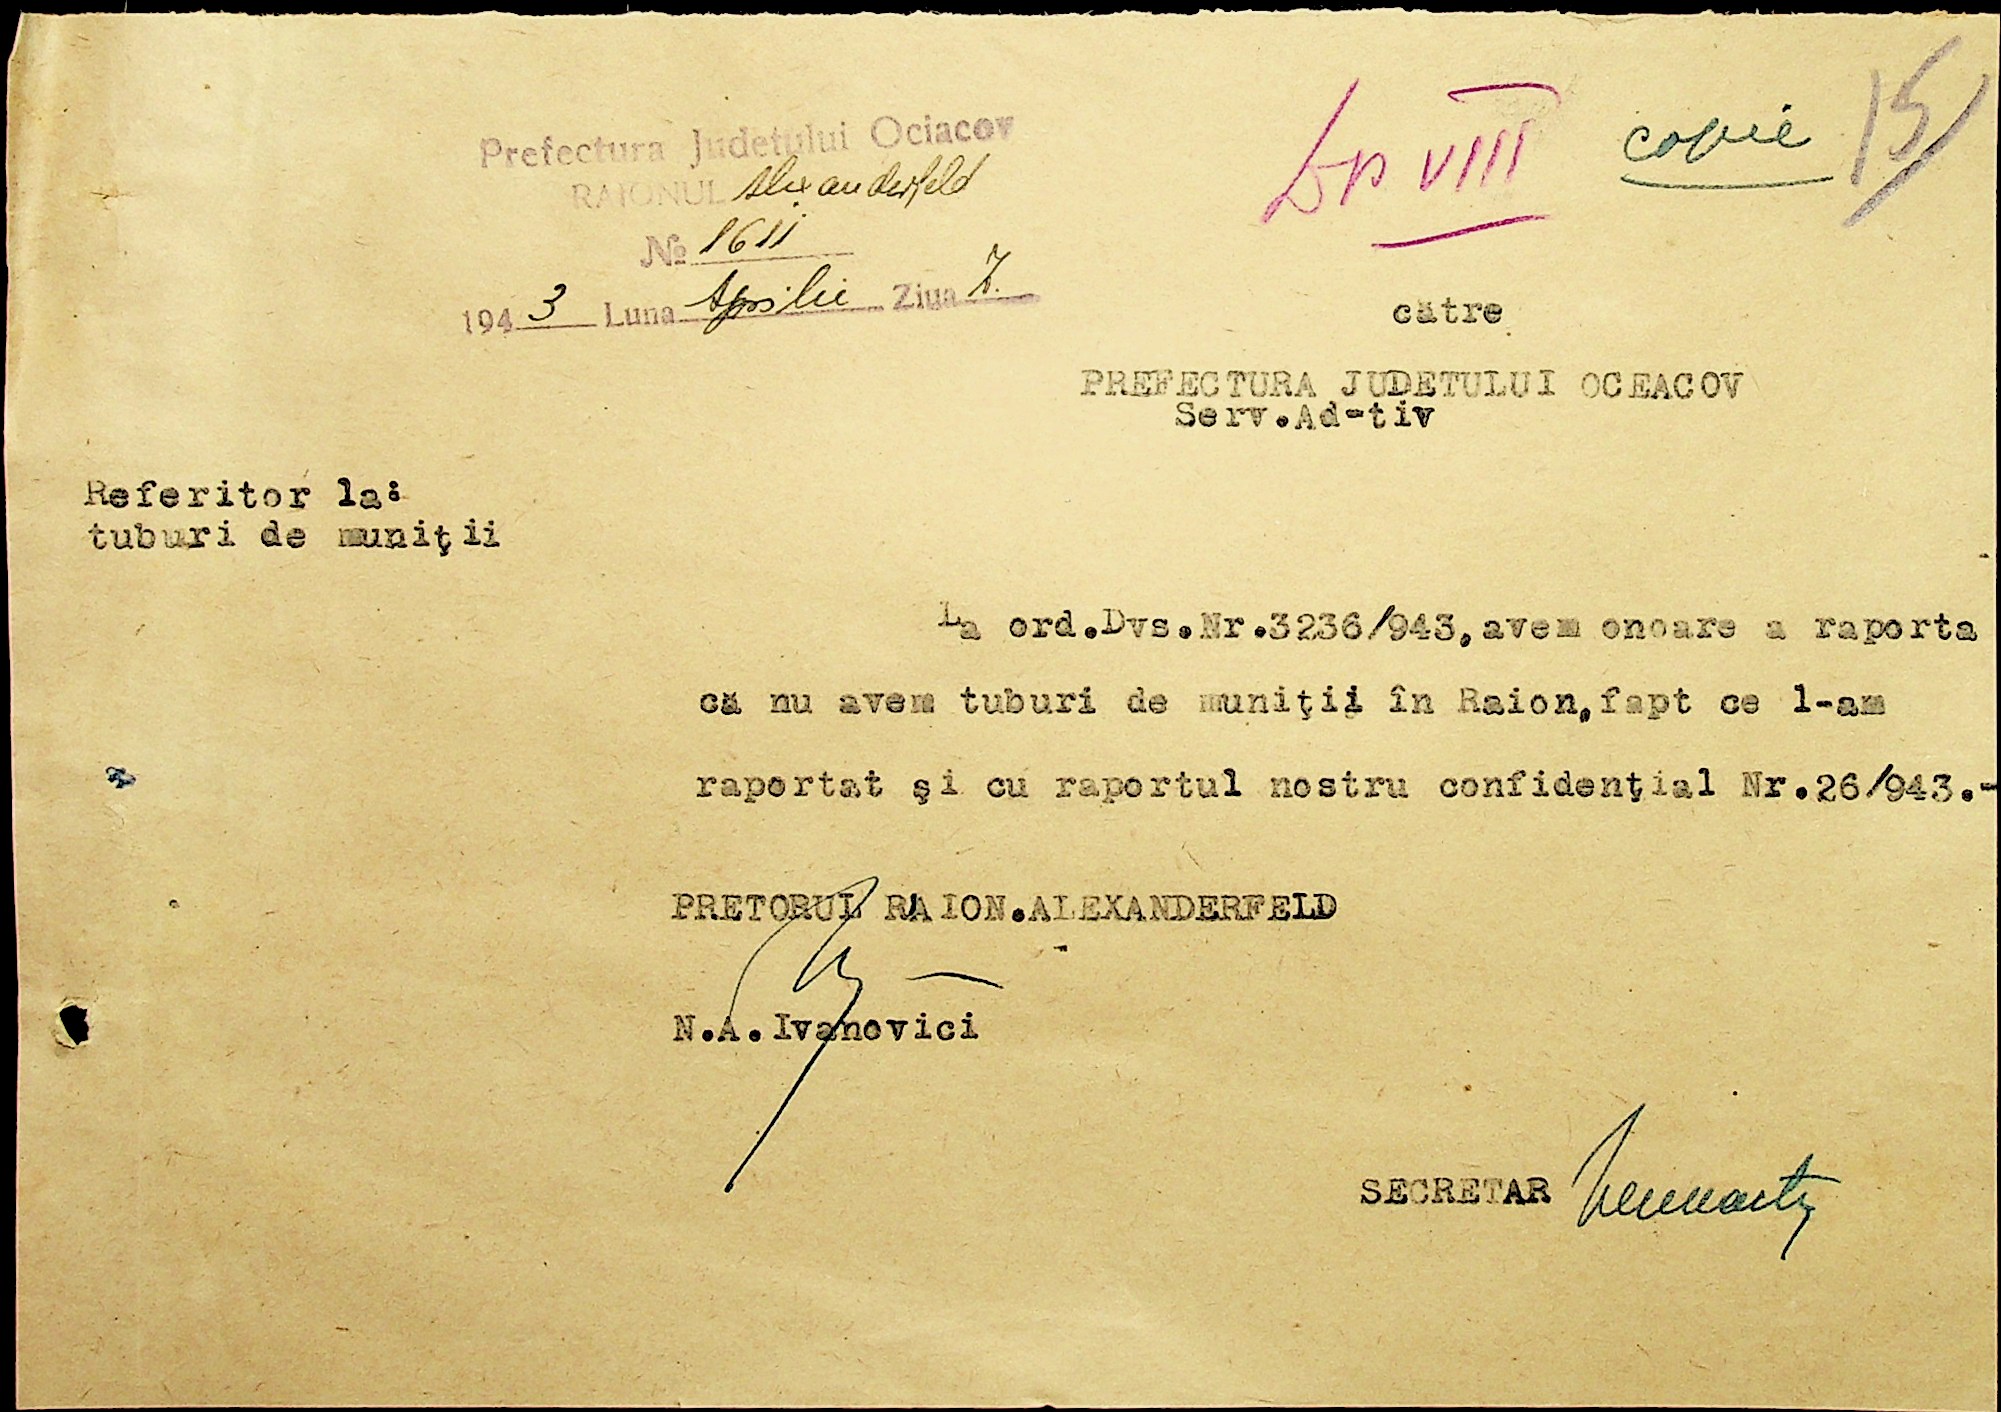 Prefectura Judetului Ociacov
RAIONUL Alexanderfeld
№ 1611
1943 Luna Aprilie Ziua 7.
VIII
copie
15
către
PREFECTURA JUDETULUI OCEACOV
Serv.Ad-tiv
Referitor la:
tuburi de muniţii
La ord.Dvs.Nr.3236/943,avem onoare a raporta
că nu avem tuburi de muniţii în Raion,fapt ce l-am
raportat şi cu raportul nostru confidenţial Nr.26/943.-
PRETORUL RAION.ALEXANDERFELD
N.A.Ivanovici
SECRETAR